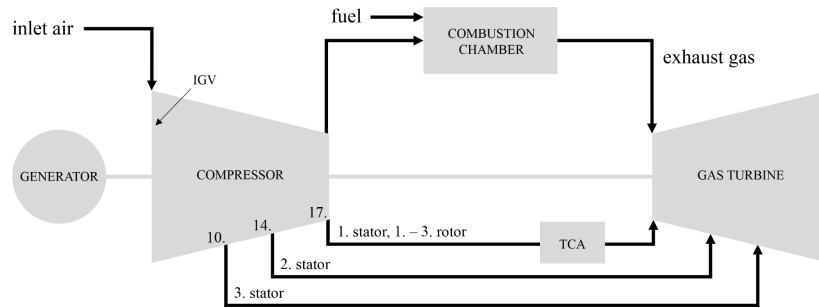 fuel
inlet air
COMBUSTION
CHAMBER
exhaust gas
IGV
GENERATOR
COMPRESSOR
GAS TURBINE
17.
14.
10.
1. stator, 1. – 3. rotor
TCA
2. stator
3. stator